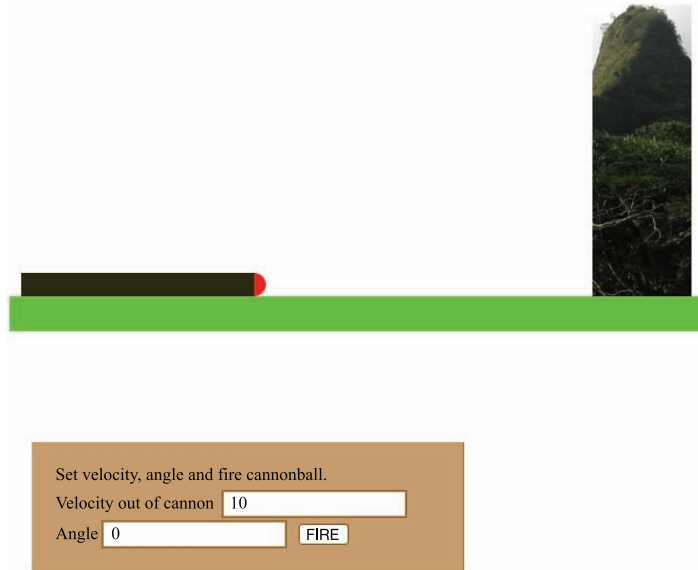 Set velocity, angle and fire cannonball.
Velocity out of cannon 10
Angle 0 FIRE